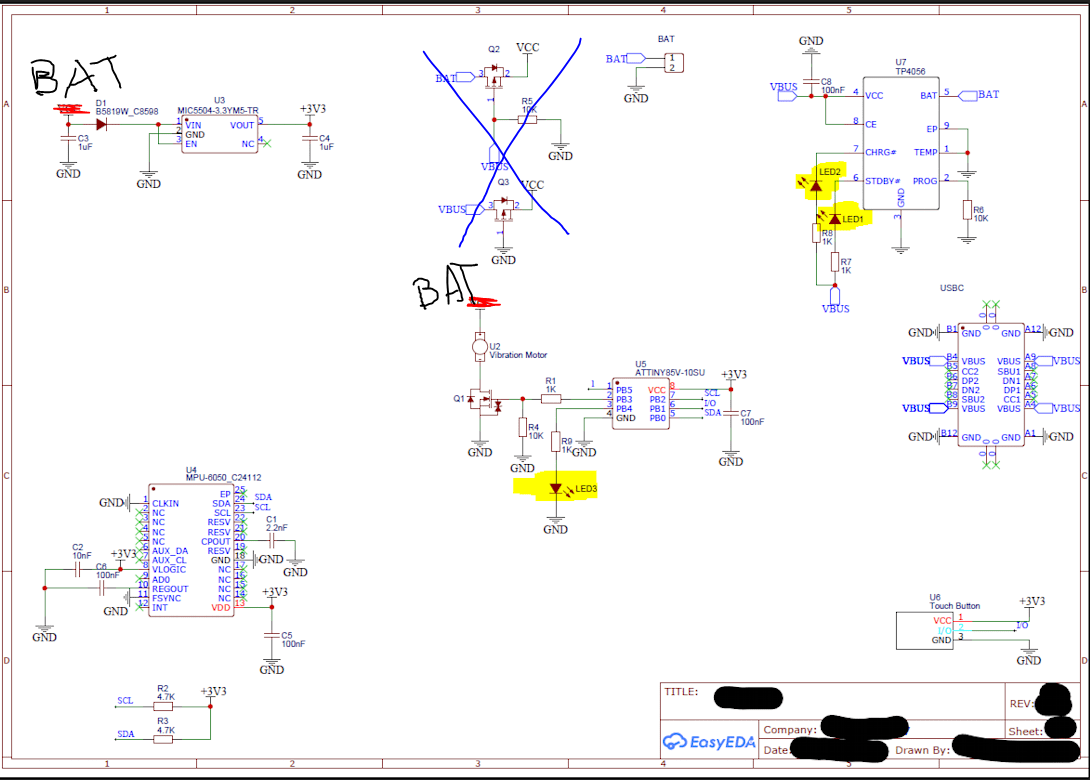 1 2 3 4 5
A
B
C
D
A
B
C
D
BAT
D1
B5819W_C8598
U3
MIC5504-3.3YM5-TR
+3V3
1 VIN
2 GND
3 EN
VOUT 5
NC 4
C3
1uF
C4
1uF
GND
GND
GND
Q2
VCC
BAT
3
2
1
R5
10K
GND
VBUS
Q3
VCC
VBUS
3
2
1
GND
BAT
BAT
1
2
GND
GND
C8
100nF
VBUS
U7
TP4056
4 VCC
8 CE
7 CHRG#
6 STDBY#
BAT 5
BAT
EP 9
TEMP 1
PROG 2
GND
3
LED2
LED1
R8
1K
R7
1K
R6
10K
VBUS
BAT
U2
Vibration Motor
Q1
R1
1K
R4
10K
R9
1K
GND
GND
GND
LED3
GND
U5
ATTINY85V-10SU
1
1 PB5
2 PB3
3 PB4
4 GND
VCC 8
PB2 7
PB1 6
PB0 5
SCL
I/O
SDA
+3V3
C7
100nF
GND
USBC
GND B1 GND
GND A12 GND
VBUS B4 VBUS
B5 CC2
DP2
B7 DN2
B8 SBU2
VBUS B9 VBUS
GND B12 GND
VBUS A9 VBUS
SBU1
DN1
DP1
A5 CC1
VBUS A4 VBUS
GND A1 GND
U4
MPU-6050_C24112
GND
1 CLKIN
2 NC
3 NC
4 NC
5 NC
6 AUX_DA
7 AUX_CL
8 VLOGIC
9 AD0
10 REGOUT
11 FSYNC
12 INT
EP 25
SDA 24
SCL 23
RESV 22
RESV 21
CPOUT 20
RESV 19
GND 18
NC 17
NC 16
NC 15
NC 14
VDD 13
SDA
SCL
C1
2.2nF
GND
GND
C2
10nF
+3V3
C6
100nF
GND
GND
+3V3
C5
100nF
GND
SCL
R2
4.7K
+3V3
SDA
R3
4.7K
U6
Touch Button
VCC 1
I/O 2
GND 3
+3V3
I/O
GND
TITLE:
REV:
EasyEDA
Company:
Sheet:
Date:
Drawn By:
1 2 3 4 5